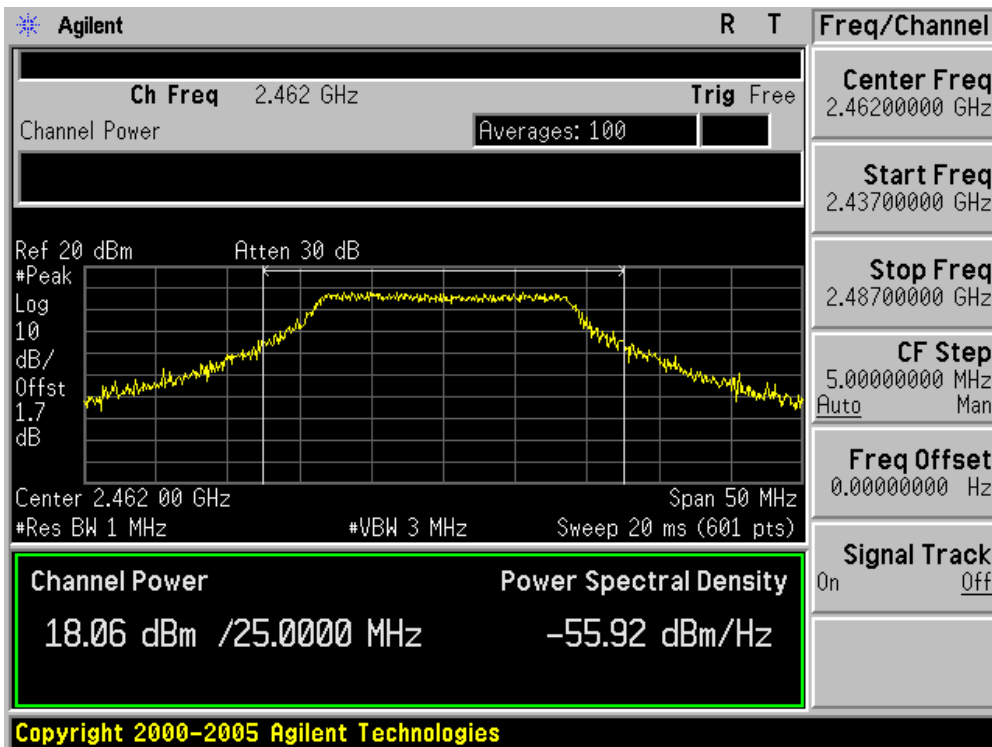 Agilent R T Freq/Channel
Ch Freq 2.462 GHz Trig Free
Channel Power Averages: 100
Center Freq
2.46200000 GHz
Start Freq
2.43700000 GHz
Stop Freq
2.48700000 GHz
CF Step
5.00000000 MHz
Auto Man
Freq Offset
0.00000000 Hz
Signal Track
On Off
Ref 20 dBm Atten 30 dB
#Peak
Log
10
dB/
Offst
1.7
dB
Center 2.462 00 GHz Span 50 MHz
#Res BW 1 MHz #VBW 3 MHz Sweep 20 ms (601 pts)
Channel Power Power Spectral Density
18.06 dBm /25.0000 MHz -55.92 dBm/Hz
Copyright 2000-2005 Agilent Technologies